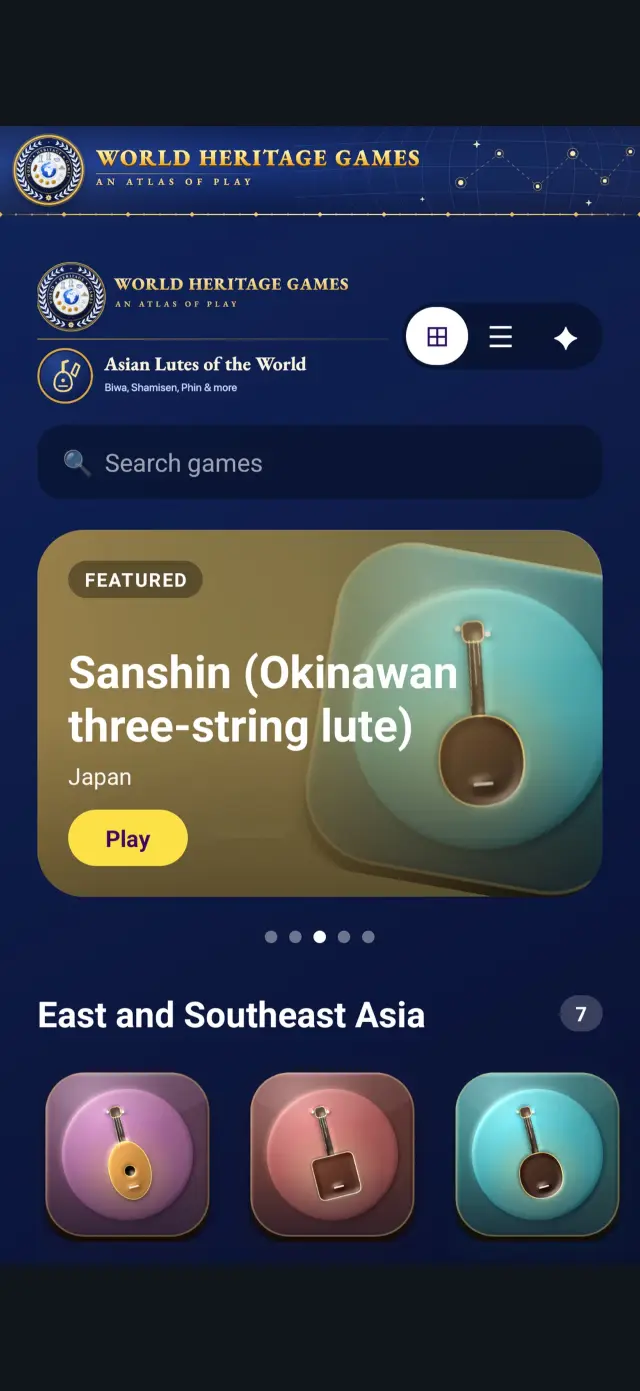 WORLD HERITAGE GAMES
AN ATLAS OF PLAY
WORLD HERITAGE GAMES
AN ATLAS OF PLAY
Asian Lutes of the World
Biwa, Shamisen, Phin & more
Search games
FEATURED
Sanshin (Okinawan
three-string lute)
Japan
Play
East and Southeast Asia
7